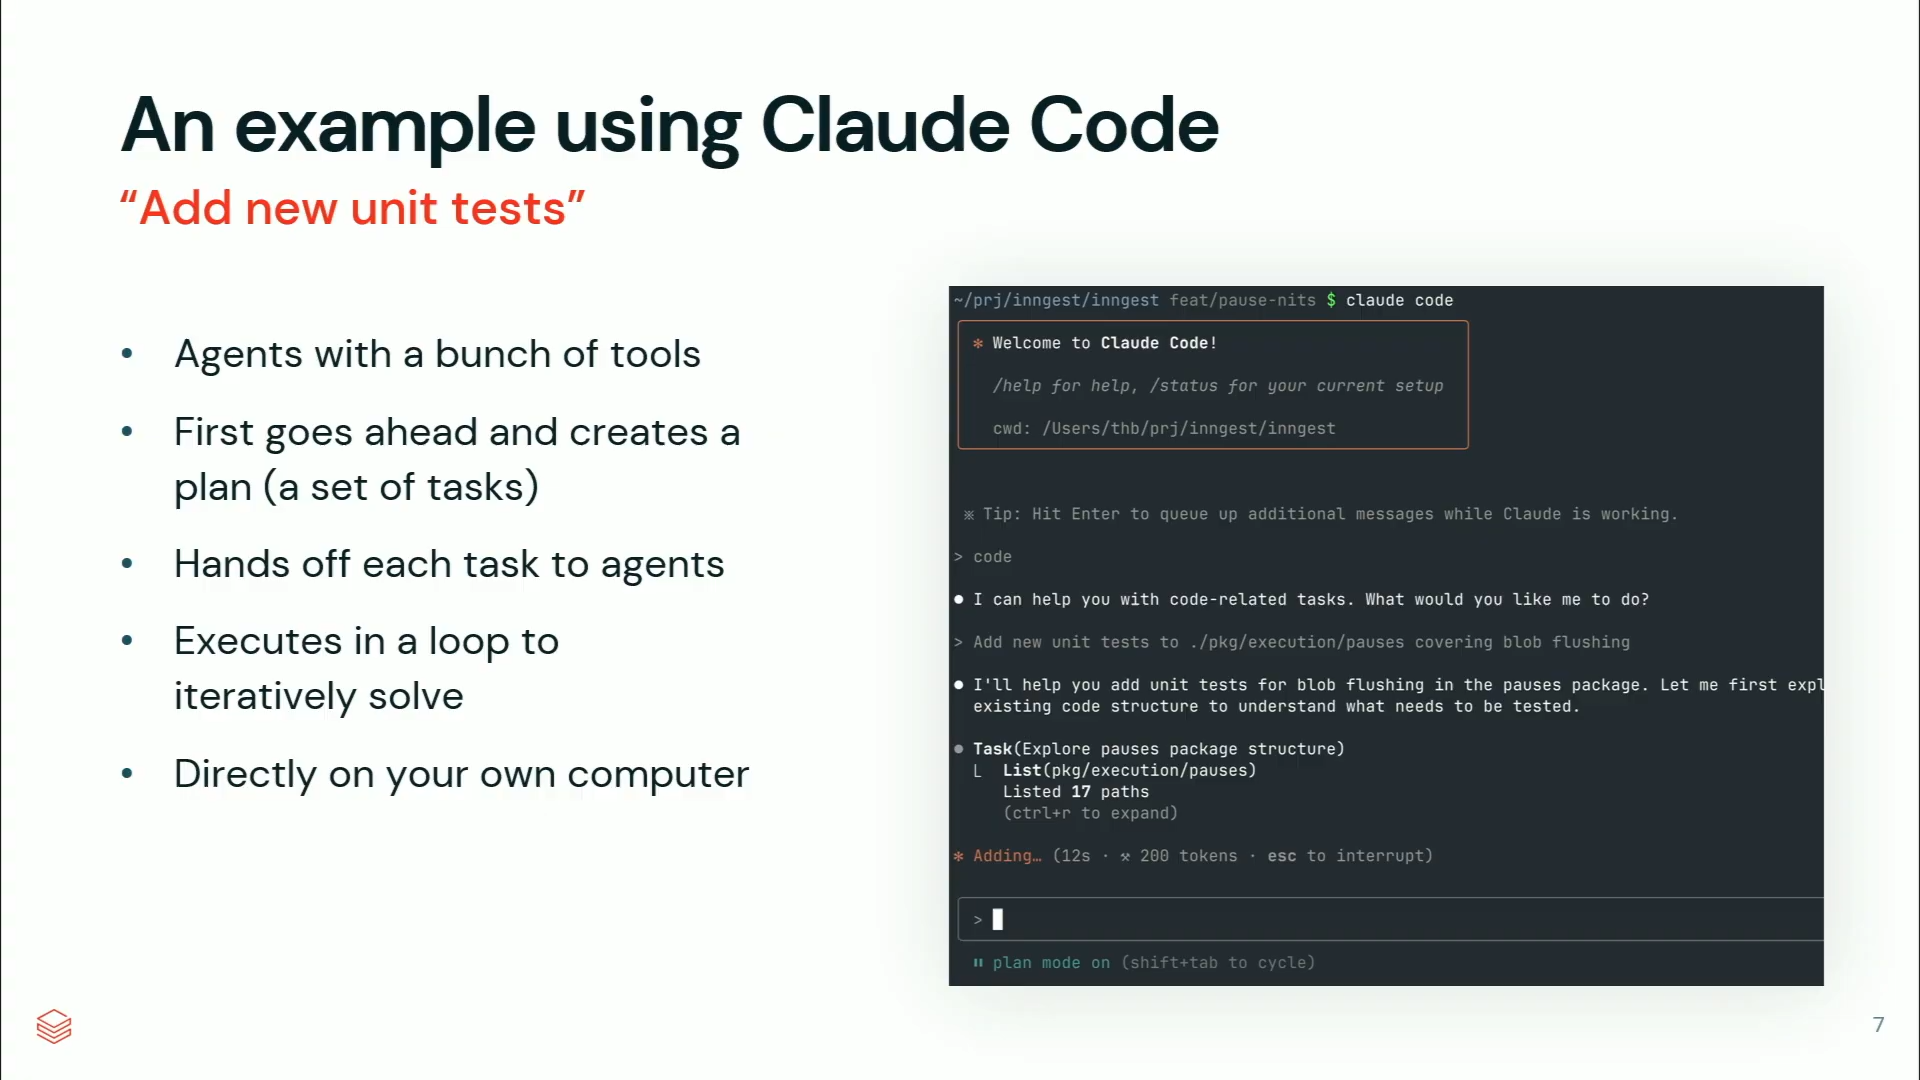 An example using Claude Code
“Add new unit tests”
• Agents with a bunch of tools
• First goes ahead and creates a
plan (a set of tasks)
• Hands off each task to agents
• Executes in a loop to
iteratively solve
• Directly on your own computer
~/prj/inngest/inngest feat/pause-nits $ claude code
✻ Welcome to Claude Code!
/help for help, /status for your current setup
cwd: /Users/thb/prj/inngest/inngest
※ Tip: Hit Enter to queue up additional messages while Claude is working.
> code
● I can help you with code-related tasks. What would you like me to do?
> Add new unit tests to ./pkg/execution/pauses covering blob flushing
● I'll help you add unit tests for blob flushing in the pauses package. Let me first expl
existing code structure to understand what needs to be tested.
● Task(Explore pauses package structure)
⎿ List(pkg/execution/pauses)
Listed 17 paths
(ctrl+r to expand)
✻ Adding… (12s · ⚒ 200 tokens · esc to interrupt)
>
⏸ plan mode on (shift+tab to cycle)
7